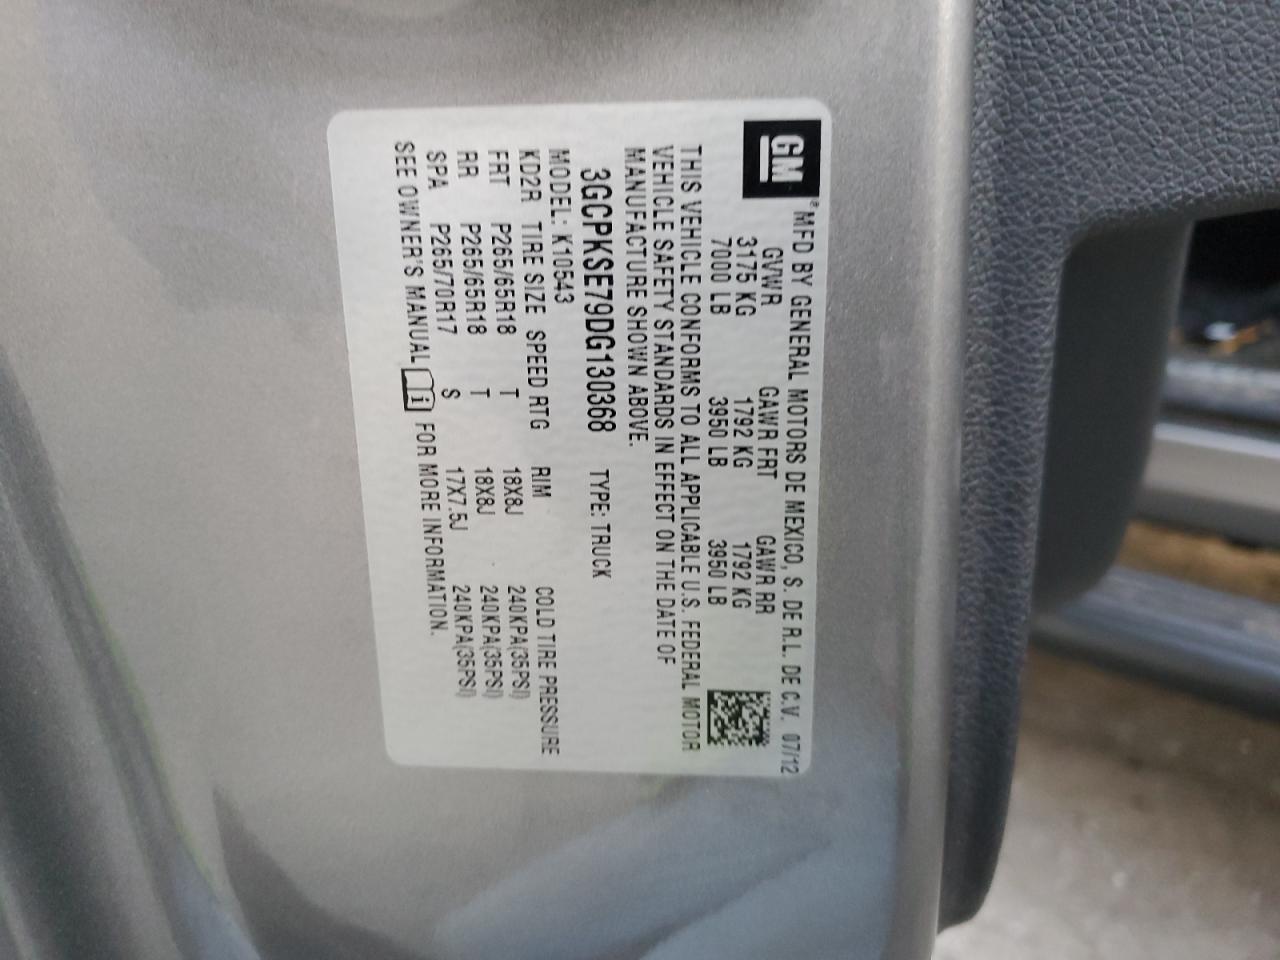 GM ® MFD BY GENERAL MOTORS DE MEXICO, S. DE R.L. DE C.V. 07/12
GVWR GAWR FRT GAWR RR
3175 KG 1792 KG 1792 KG
7000 LB 3950 LB 3950 LB
THIS VEHICLE CONFORMS TO ALL APPLICABLE U.S. FEDERAL MOTOR
VEHICLE SAFETY STANDARDS IN EFFECT ON THE DATE OF
MANUFACTURE SHOWN ABOVE.
3GCPKSE79DG130368 TYPE: TRUCK
MODEL: K10543
KD2R TIRE SIZE SPEED RTG RIM COLD TIRE PRESSURE
FRT P265/65R18 T 18X8J 240KPA(35PSI)
RR P265/65R18 T 18X8J 240KPA(35PSI)
SPA P265/70R17 S 17X7.5J 240KPA(35PSI)
SEE OWNER'S MANUAL i FOR MORE INFORMATION.